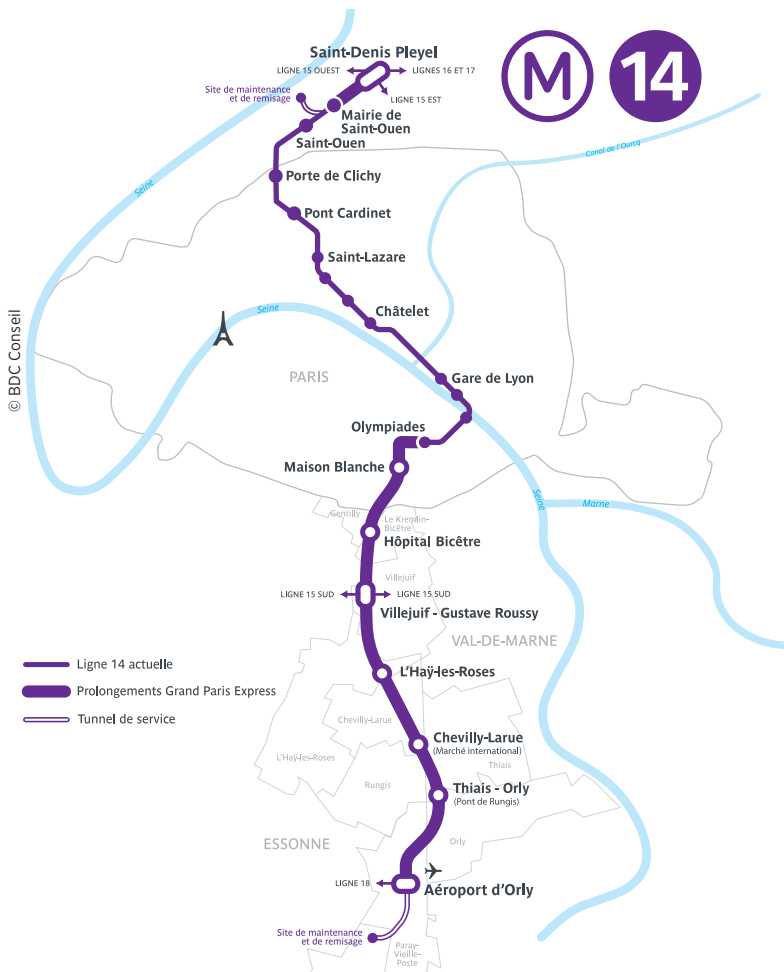 M
14
Saint-Denis Pleyel
LIGNE 15 OUEST
LIGNES 16 ET 17
LIGNE 15 EST
Site de maintenance
et de remisage
Mairie de
Saint-Ouen
Saint-Ouen
Canal de l'Ourcq
Seine
Porte de Clichy
Pont Cardinet
Saint-Lazare
Seine
Châtelet
© BDC Conseil
PARIS
Gare de Lyon
Olympiades
Maison Blanche
Seine
Marne
Gentilly
Le Kremlin-
Bicêtre
Hôpital Bicêtre
Villejuif
LIGNE 15 SUD
LIGNE 15 SUD
Villejuif - Gustave Roussy
VAL-DE-MARNE
Ligne 14 actuelle
Prolongements Grand Paris Express
Tunnel de service
L'Haÿ-les-Roses
Chevilly-Larue
L'Haÿ-les-Roses
Chevilly-Larue
(Marché international)
Thiais
Rungis
Thiais - Orly
(Pont de Rungis)
ESSONNE
Orly
LIGNE 18
Aéroport d'Orly
Site de maintenance
et de remisage
Paray-
Vieille-
Poste